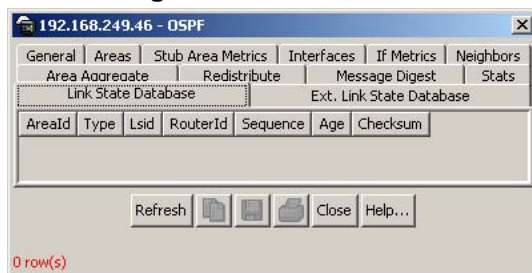 192.168.249.46 - OSPF
General Areas Stub Area Metrics Interfaces If Metrics Neighbors
Area Aggregate Redistribute Message Digest Stats
Link State Database Ext. Link State Database
AreaId Type Lsid RouterId Sequence Age Checksum
Refresh Close Help...
0 row(s)